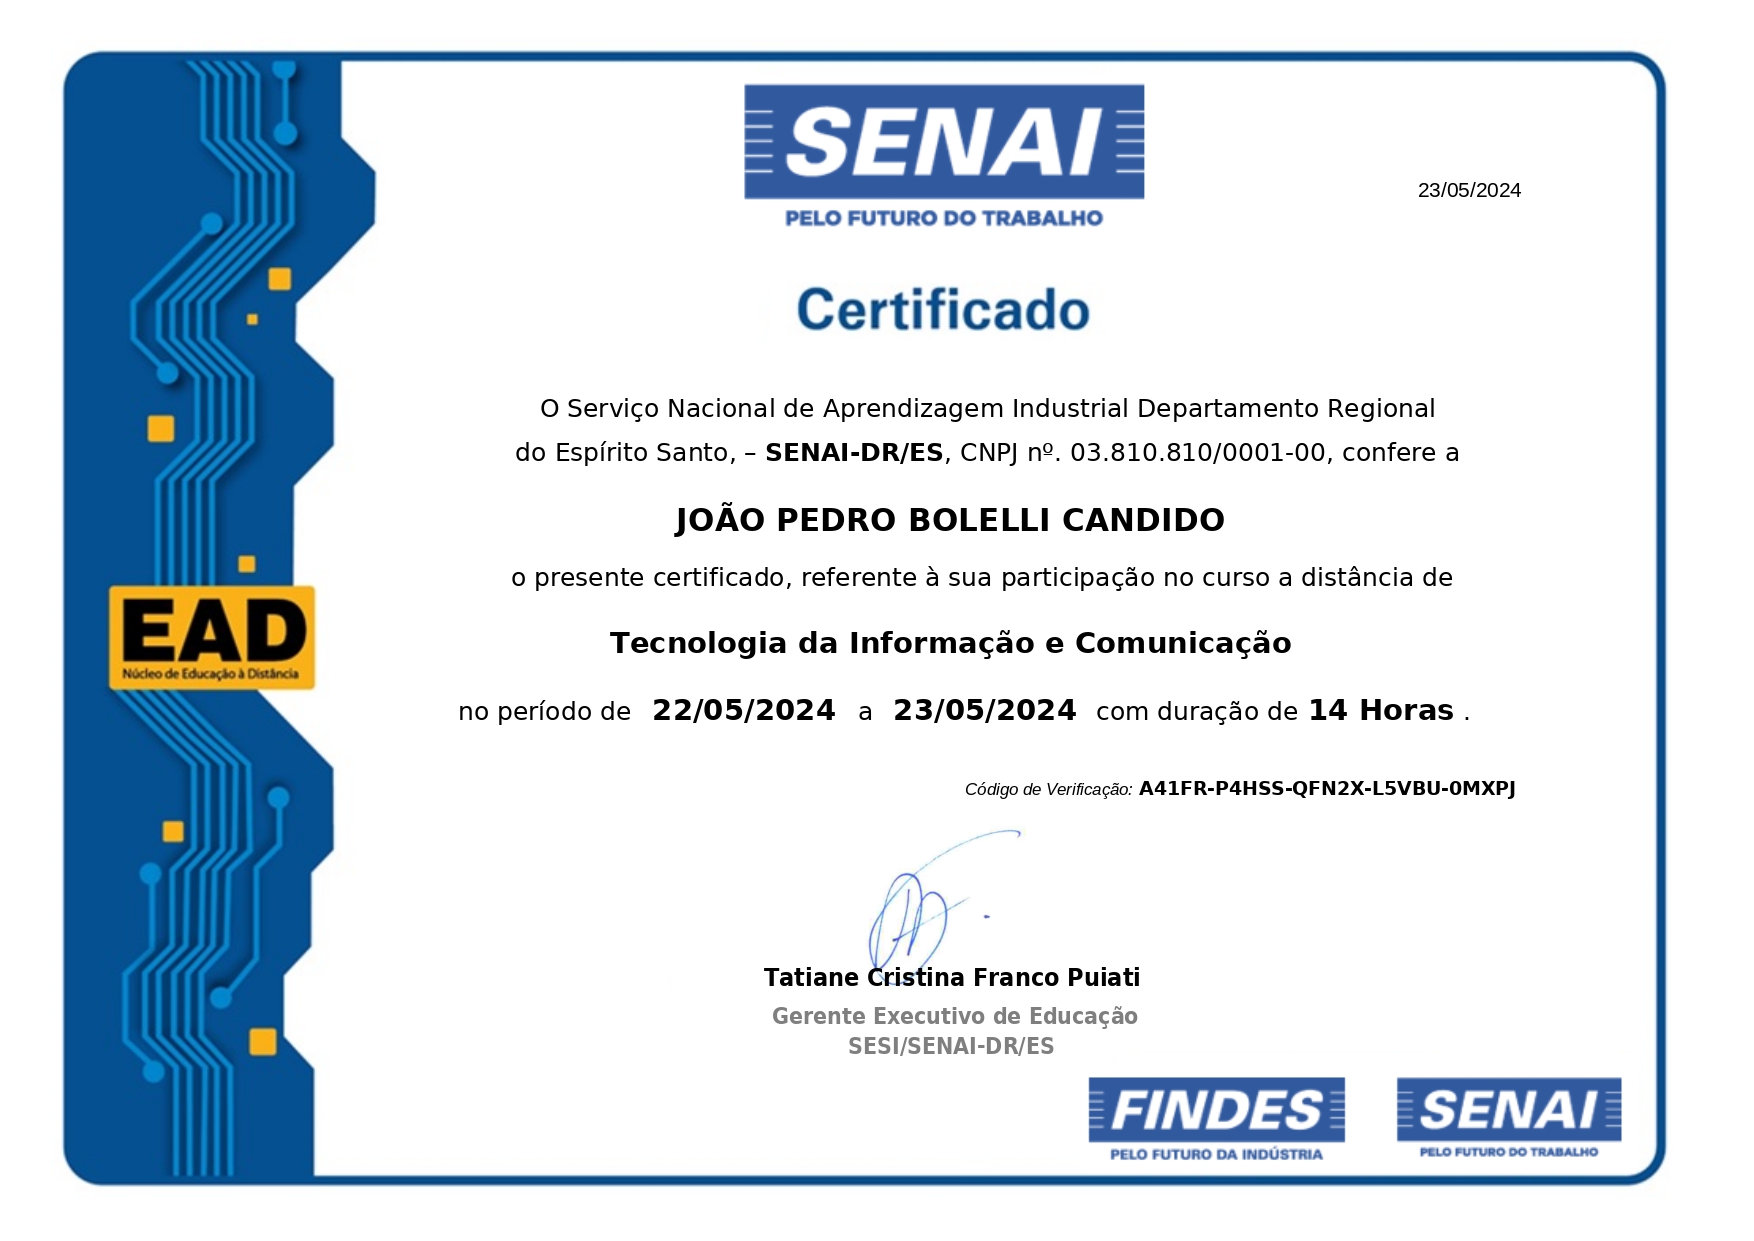 SENAI
PELO FUTURO DO TRABALHO
23/05/2024
Certificado
O Serviço Nacional de Aprendizagem Industrial Departamento Regional
do Espírito Santo, – SENAI-DR/ES, CNPJ nº. 03.810.810/0001-00, confere a
JOÃO PEDRO BOLELLI CANDIDO
o presente certificado, referente à sua participação no curso a distância de
EAD
Núcleo de Educação à Distância
Tecnologia da Informação e Comunicação
no período de 22/05/2024 a 23/05/2024 com duração de 14 Horas .
Código de Verificação: A41FR-P4HSS-QFN2X-L5VBU-0MXPJ
Tatiane Cristina Franco Puiati
Gerente Executivo de Educação
SESI/SENAI-DR/ES
FINDES
PELO FUTURO DA INDÚSTRIA
SENAI
PELO FUTURO DO TRABALHO